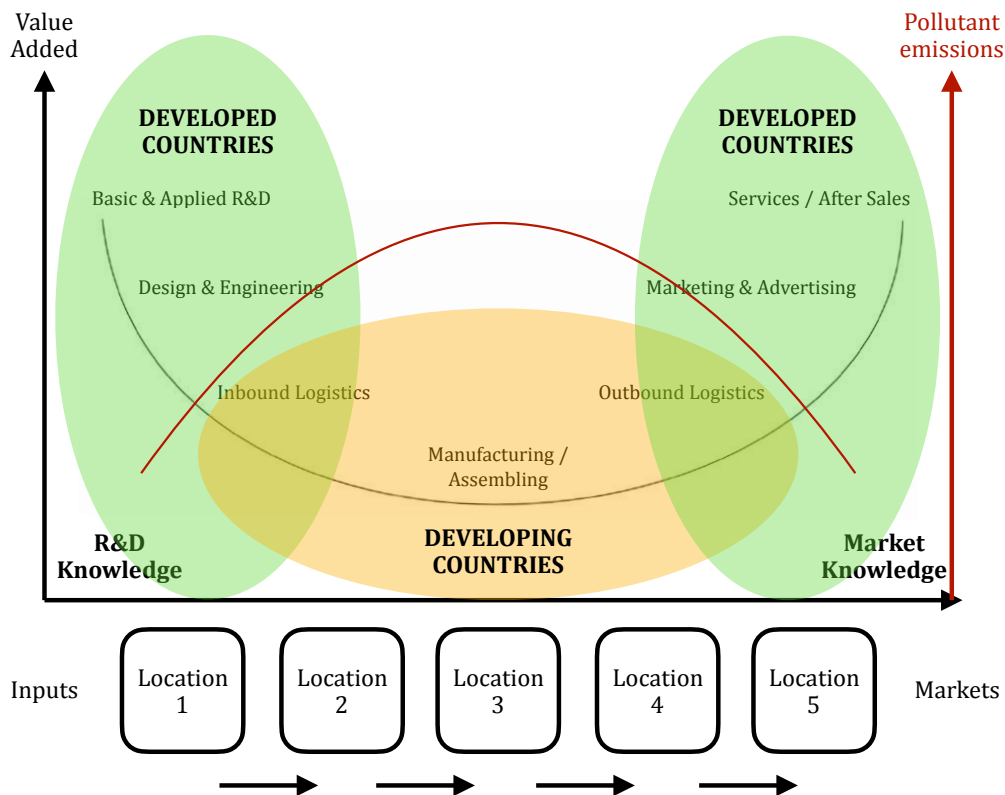 Value
Added
Pollutant
emissions
DEVELOPED
COUNTRIES
DEVELOPED
COUNTRIES
Basic & Applied R&D
Services / After Sales
Design & Engineering
Marketing & Advertising
Inbound Logistics
Outbound Logistics
Manufacturing /
Assembling
R&D
Knowledge
DEVELOPING
COUNTRIES
Market
Knowledge
Inputs
Location
1
Location
2
Location
3
Location
4
Location
5
Markets